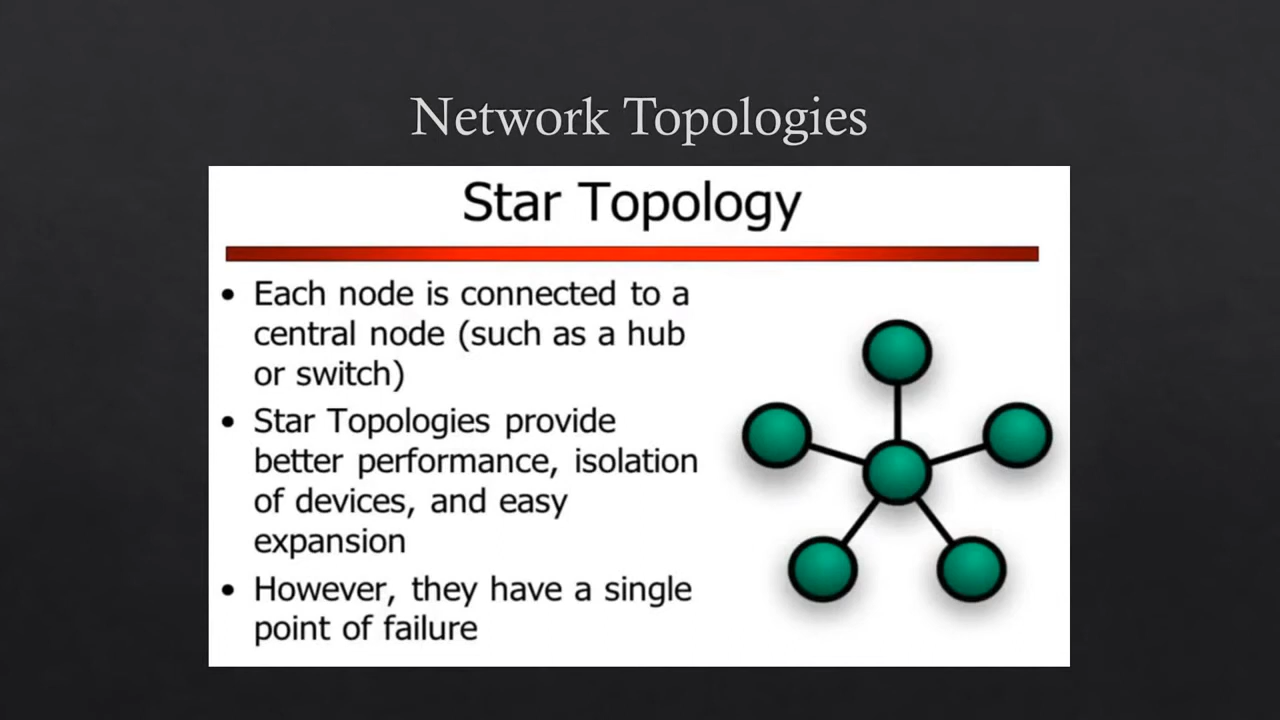 Network Topologies
Star Topology
• Each node is connected to a
central node (such as a hub
or switch)
• Star Topologies provide
better performance, isolation
of devices, and easy
expansion
• However, they have a single
point of failure